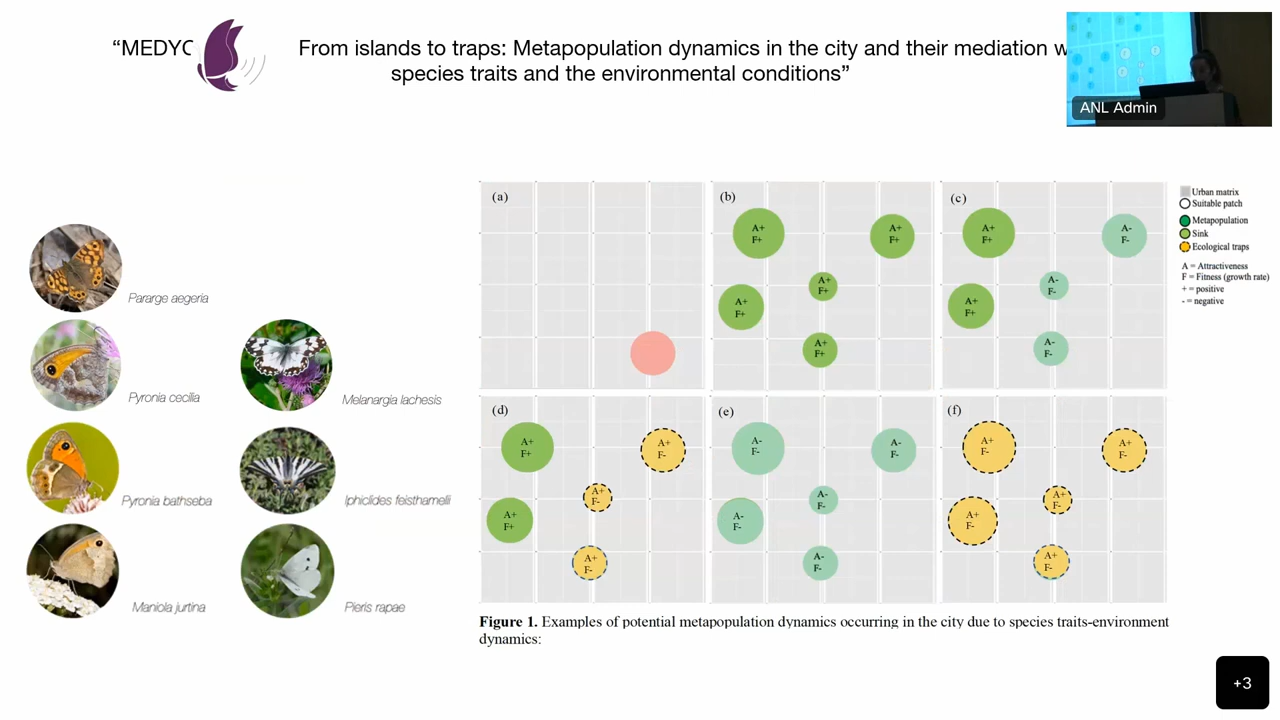 “MEDYC From islands to traps: Metapopulation dynamics in the city and their mediation w
species traits and the environmental conditions”
ANL Admin
Pararge aegeria
Pyronia cecilia
Melanargia lachesis
Pyronia bathseba
Iphiclides feisthamelii
Maniola jurtina
Pieris rapae
(a)
(b)
A+
F+
A+
F+
A+
F+
A+
F+
A+
F+
(c)
A+
F+
A-
F-
A-
F-
A+
F+
A-
F-
(d)
A+
F+
A+
F-
A+
F-
A+
F+
A+
F-
(e)
A-
F-
A-
F-
A-
F-
A-
F-
A-
F-
(f)
A+
F-
A+
F-
A+
F-
A+
F-
A+
F-
Urban matrix
Suitable patch
Metapopulation
Sink
Ecological traps
A = Attractiveness
F = Fitness (growth rate)
+ = positive
- = negative
Figure 1. Examples of potential metapopulation dynamics occurring in the city due to species traits-environment
dynamics:
+3